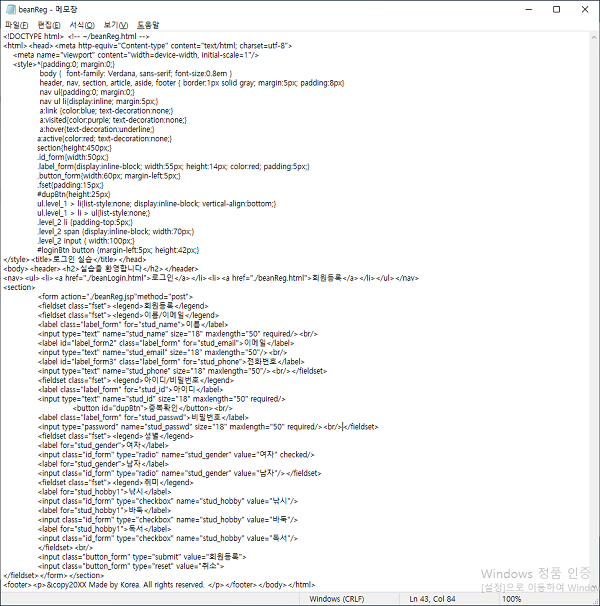 beanReg - 메모장
파일(F) 편집(E) 서식(O) 보기(V) 도움말
<!DOCTYPE html> <!-- ~/beanReg.html -->
<html><head><meta http-equiv="Content-type" content="text/html; charset=utf-8">
<meta name="viewport" content="width=device-width, initial-scale=1"/>
<style>*{padding:0; margin:0;}
body { font-family: Verdana, sans-serif; font-size:0.8em }
header, nav, section, article, aside, footer { border:1px solid gray; margin:5px; padding:8px}
nav ul{padding:0; margin:0;}
nav ul li{display:inline; margin:5px;}
a:link {color:blue; text-decoration:none;}
a:visited{color:purple; text-decoration:none;}
a:hover{text-decoration:underline;}
a:active{color:red; text-decoration:none;}
section{height:450px;}
.id_form{width:50px;}
.label_form{display:inline-block; width:55px; height:14px; color:red; padding:5px;}
.button_form{width:60px; margin-left:5px;}
.fset{padding:15px;}
#dupBtn{height:25px}
ul.level_1 > li{list-style:none; display:inline-block; vertical-align:bottom;}
ul.level_1 > li > ul{list-style:none;}
.level_2 li {padding-top:5px;}
.level_2 span {display:inline-block; width:70px;}
.level_2 input { width:100px;}
#loginBtn button {margin-left:5px; height:42px;}
</style><title>로그인 실습</title></head>
<body><header><h2>실습을 환영합니다</h2></header>
<nav><ul><li><a href="./beanLogin.html">로그인</a></li><li><a href="./beanReg.html">회원등록</a></li></ul></nav>
<section>
<form action="./beanReg.jsp"method="post">
<fieldset class="fset"><legend>회원등록</legend>
<fieldset class="fset"><legend>이름/이메일</legend>
<label class="label_form" for="stud_name">이름</label>
<input type="text" name="stud_name" size="18" maxlength="50" required/><br/>
<label id="label_form2" class="label_form" for="stud_email">이메일</label>
<input type="text" name="stud_email" size="18" maxlength="50"/><br/>
<label id="label_form3" class="label_form" for="stud_phone">전화번호</label>
<input type="text" name="stud_phone" size="18" maxlength="50"/><br/></fieldset>
<fieldset class="fset"><legend>아이디/비밀번호</legend>
<label class="label_form" for="stud_id">아이디</label>
<input type="text" name="stud_id" size="18" maxlength="50" required/>
<button id="dupBtn">중복확인</button><br/>
<label class="label_form" for="stud_passwd">비밀번호</label>
<input type="password" name="stud_passwd" size="18" maxlength="50" required/><br/></fieldset>
<fieldset class="fset"><legend>성별</legend>
<label for="stud_gender">여자</label>
<input class="id_form" type="radio" name="stud_gender" value="여자" checked/>
<label for="stud_gender">남자</label>
<input class="id_form" type="radio" name="stud_gender" value="남자"/></fieldset>
<fieldset class="fset"><legend>취미</legend>
<label for="stud_hobby1">낚시</label>
<input class="id_form" type="checkbox" name="stud_hobby" value="낚시"/>
<label for="stud_hobby1">바둑</label>
<input class="id_form" type="checkbox" name="stud_hobby" value="바둑"/>
<label for="stud_hobby1">독서</label>
<input class="id_form" type="checkbox" name="stud_hobby" value="독서"/>
</fieldset><br/>
<input class="button_form" type="submit" value="회원등록">
<input class="button_form" type="reset" value="취소">
</fieldset></form></section>
<footer><p>&copy20XX Made by Korea. All rights reserved. </p></footer></body></html>
Windows 정품 인증
[설정]으로 이동하여 Windo
Windows (CRLF) Ln 43, Col 84 100%